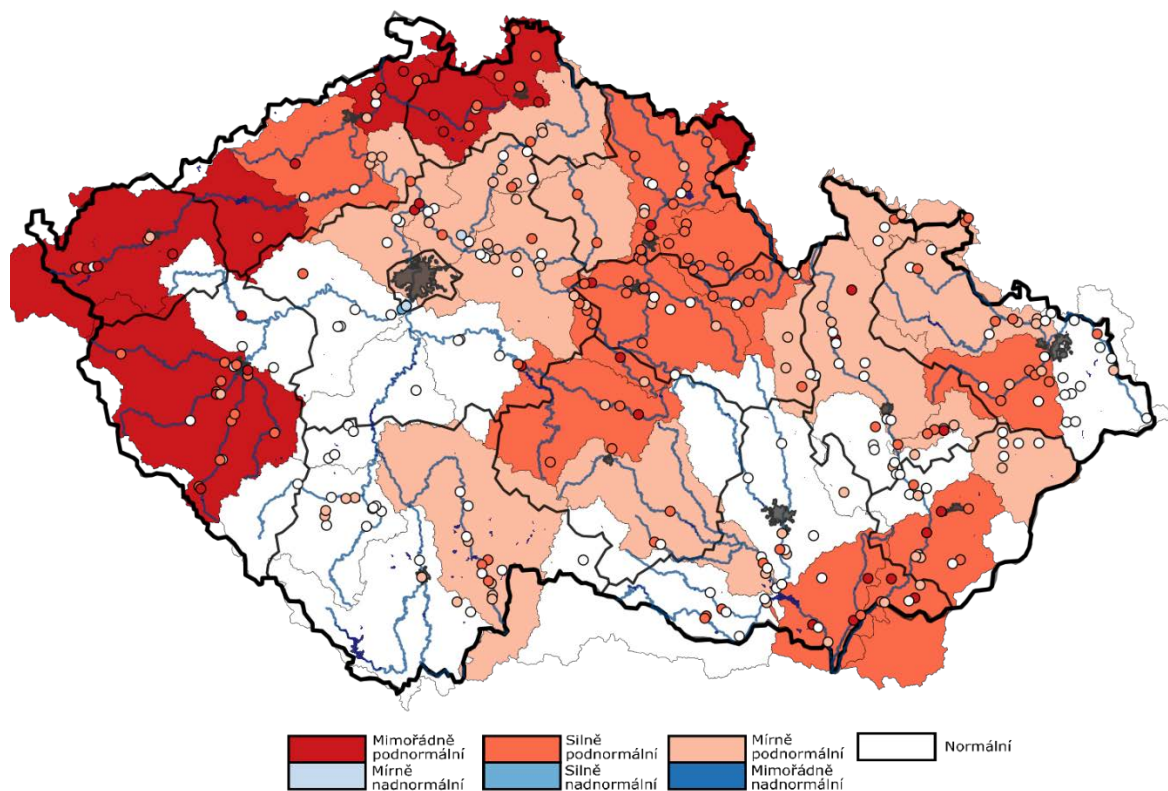 Mimořádně
podnormální
Silně
podnormální
Mírně
podnormální
Normální
Mírně
nadnormální
Silně
nadnormální
Mimořádně
nadnormální